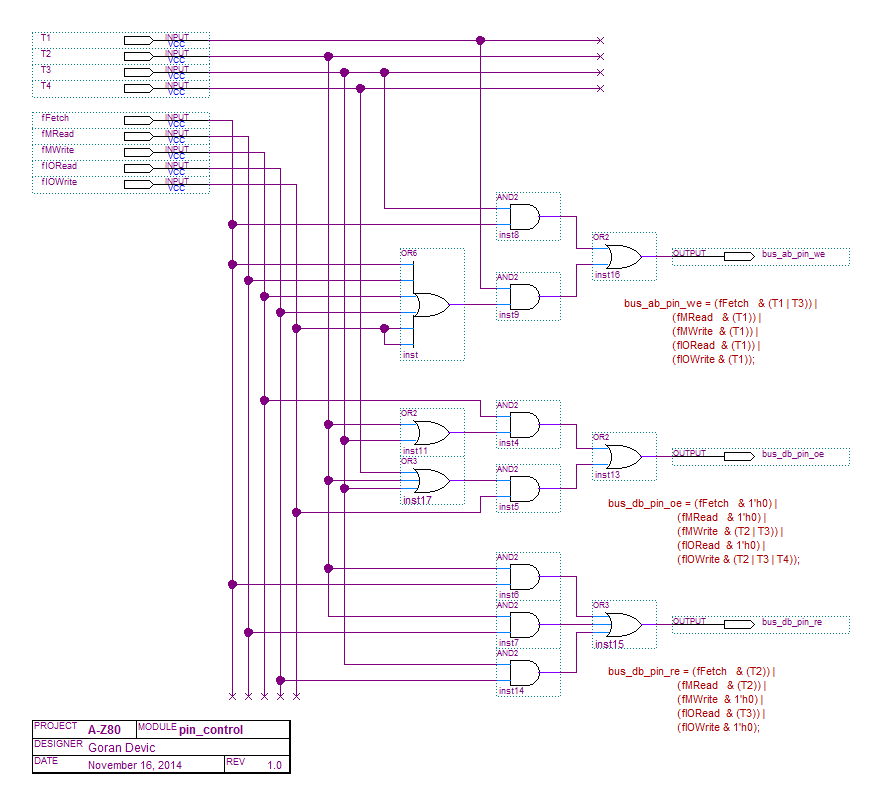 T1 INPUT VCC
T2 INPUT VCC
T3 INPUT VCC
T4 INPUT VCC
fFetch INPUT VCC
fMRead INPUT VCC
fMWrite INPUT VCC
fIORead INPUT VCC
fIOWrite INPUT VCC
AND2
inst8
OR2
inst16
OUTPUT bus_ab_pin_we
OR6
inst
AND2
inst9
bus_ab_pin_we = (fFetch & (T1 | T3)) |
(fMRead & (T1)) |
(fMWrite & (T1)) |
(fIORead & (T1)) |
(fIOWrite & (T1));
AND2
inst4
OR2
inst11
OR3
inst17
AND2
inst5
OR2
inst13
OUTPUT bus_db_pin_oe
bus_db_pin_oe = (fFetch & 1'h0) |
(fMRead & 1'h0) |
(fMWrite & (T2 | T3)) |
(fIORead & 1'h0) |
(fIOWrite & (T2 | T3 | T4));
AND2
inst6
AND2
inst7
AND2
inst14
OR3
inst15
OUTPUT bus_db_pin_re
bus_db_pin_re = (fFetch & (T2)) |
(fMRead & (T2)) |
(fMWrite & 1'h0) |
(fIORead & (T3)) |
(fIOWrite & 1'h0);
PROJECT A-Z80 MODULE pin_control
DESIGNER Goran Devic
DATE November 16, 2014 REV 1.0